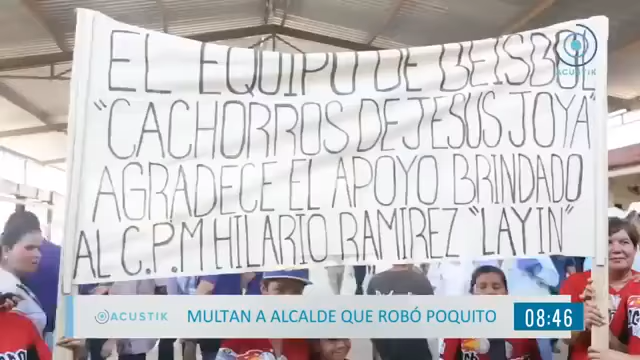 ACUSTIK
EL EQUIPO DE BEISBOL
"CACHORROS DE JESUS JOYA"
AGRADECE EL APOYO BRINDADO
AL C.P.M HILARIO RAMIREZ "LAYIN"
ACUSTIK MULTAN A ALCALDE QUE ROBÓ POQUITO 08:46